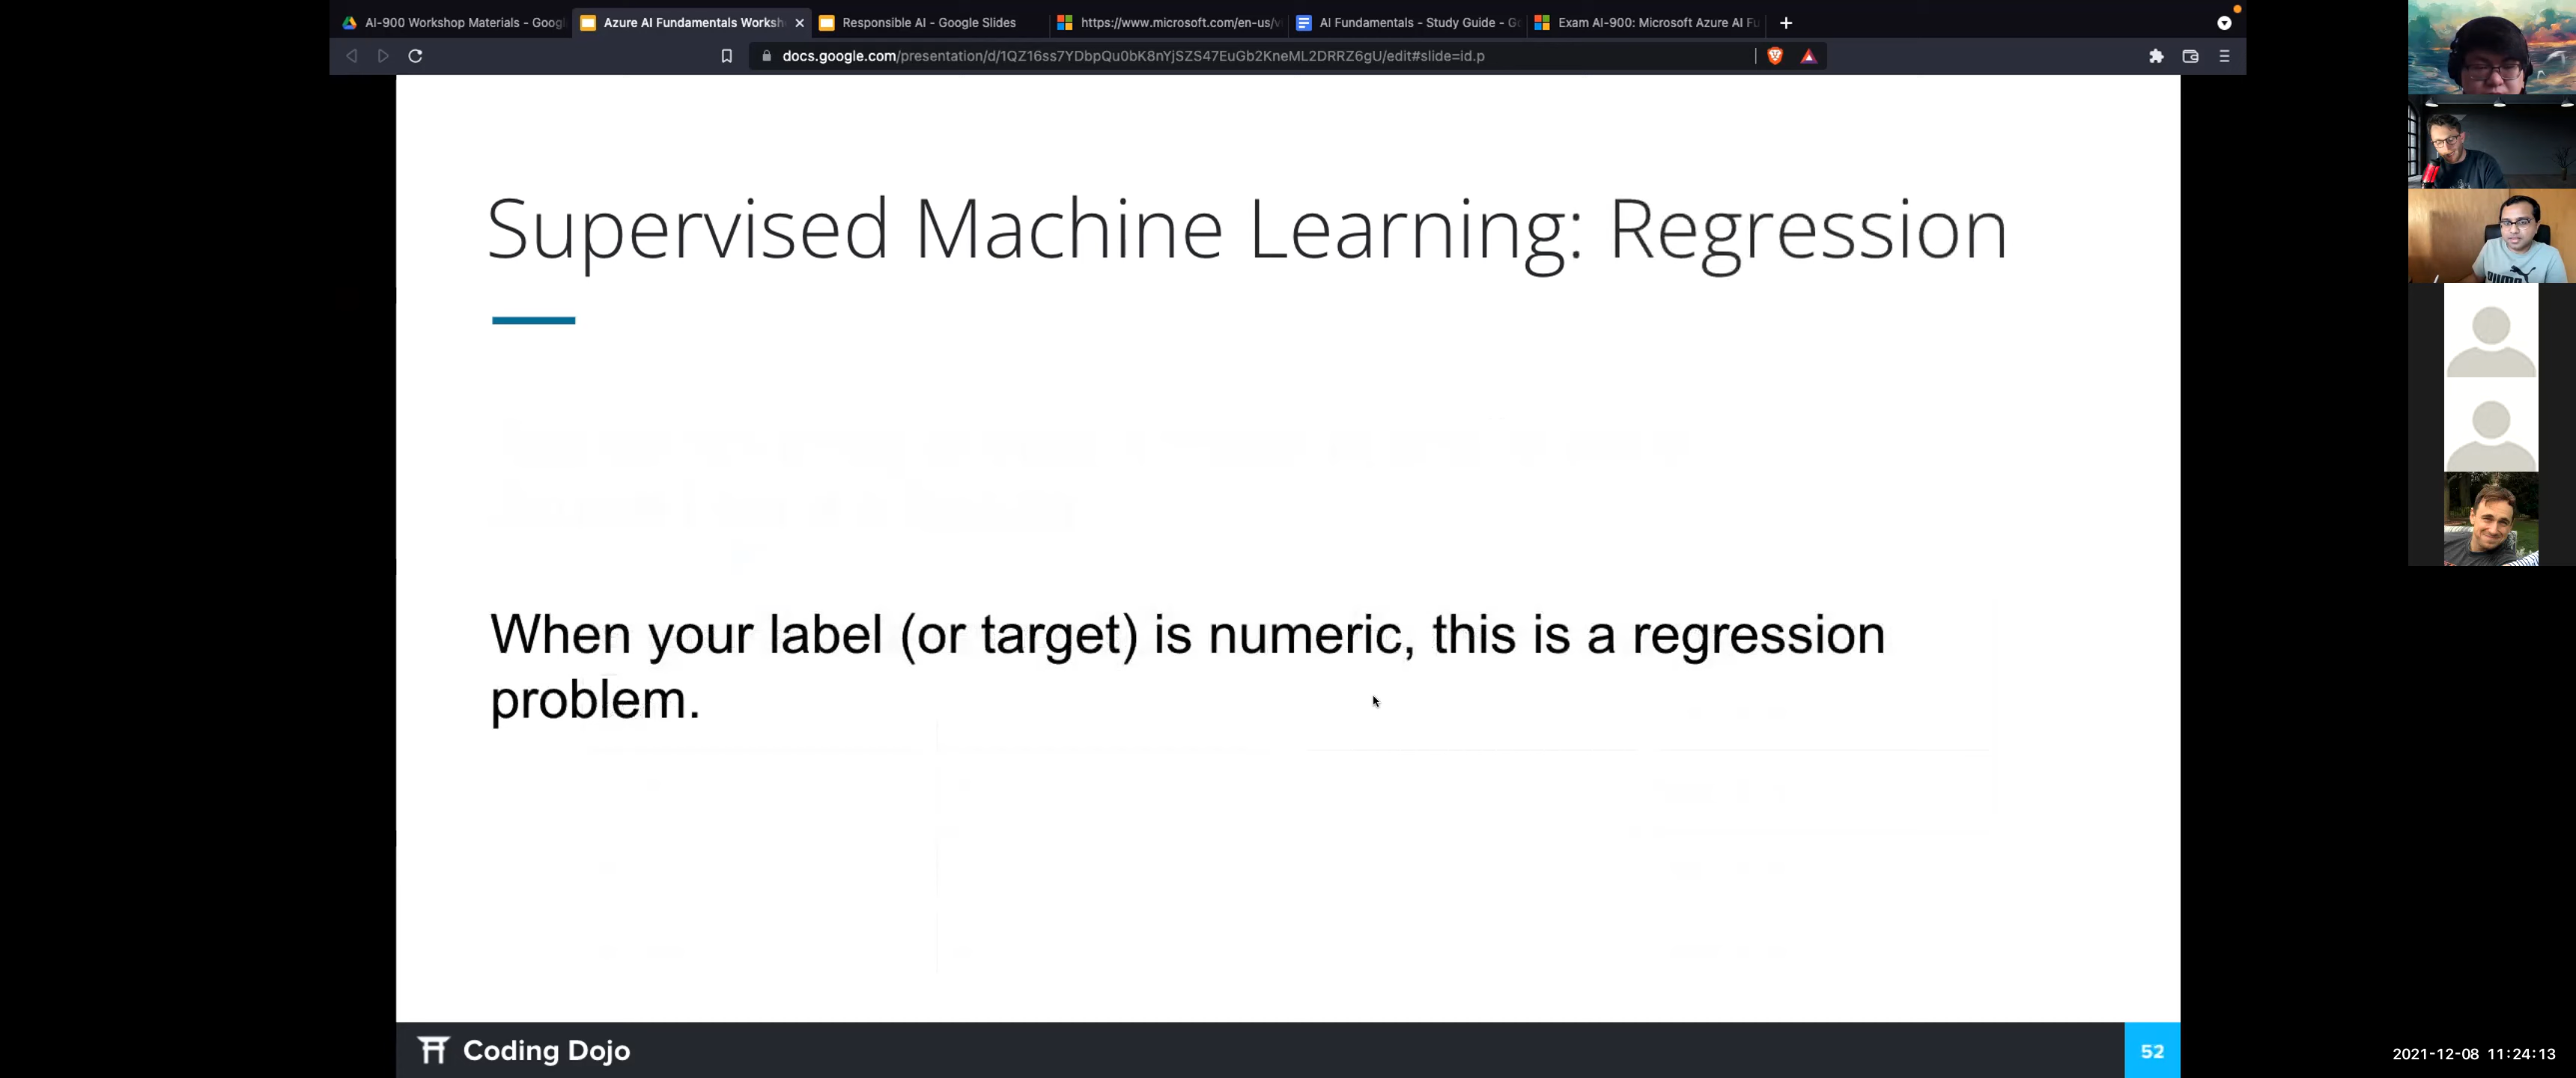 AI-900 Workshop Materials - Googl
Azure AI Fundamentals Worksh
Responsible AI - Google Slides
https://www.microsoft.com/en-us/v
AI Fundamentals - Study Guide - G
Exam AI-900: Microsoft Azure AI Fu
docs.google.com/presentation/d/1QZ16ss7YDbpQu0bK8nYjSZS47EuGb2KneML2DRRZ6gU/edit#slide=id.p
Supervised Machine Learning: Regression
When your label (or target) is numeric, this is a regression
problem.
Coding Dojo
52
2021-12-08 11:24:13